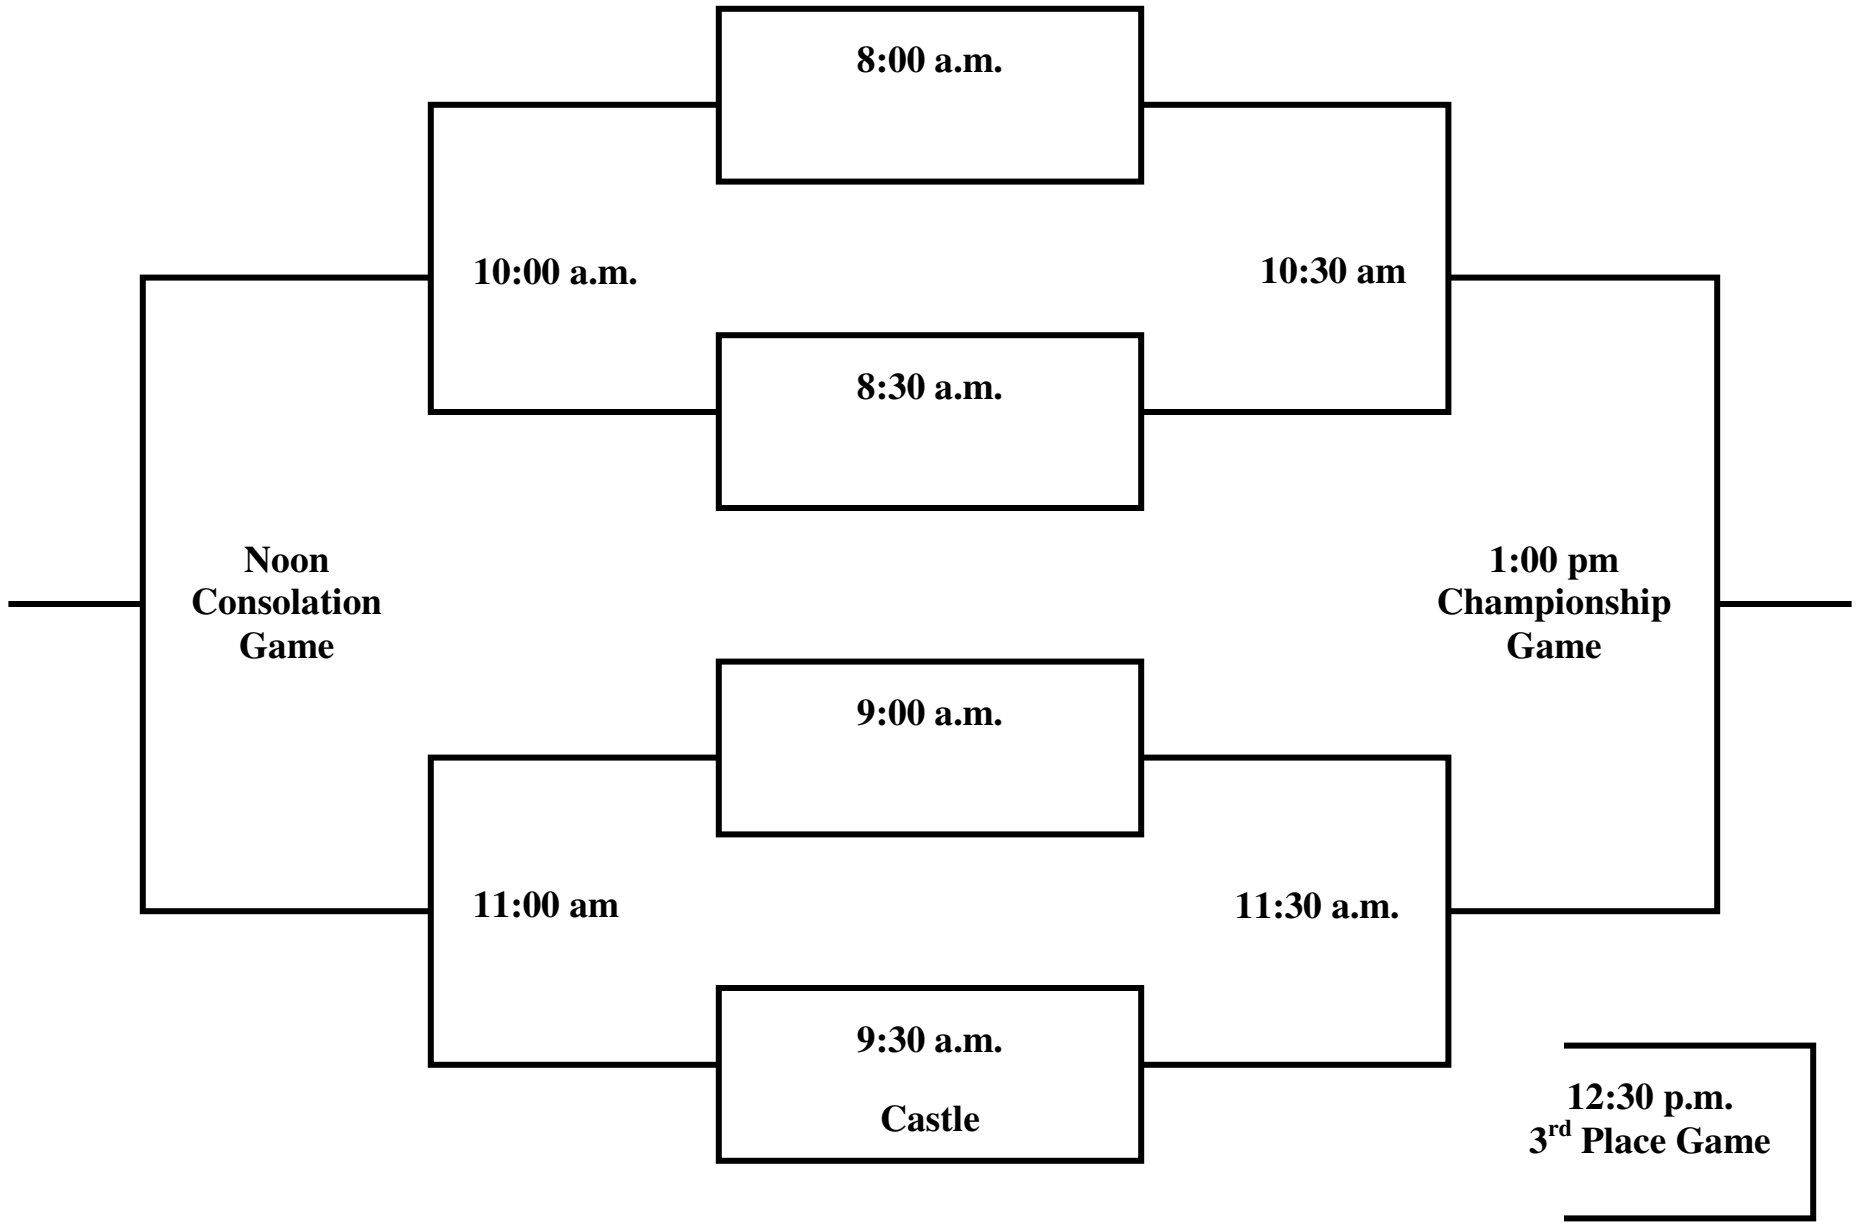 8:00 a.m.
10:00 a.m.
10:30 am
8:30 a.m.
Noon
Consolation
Game
1:00 pm
Championship
Game
9:00 a.m.
11:00 am
11:30 a.m.
9:30 a.m.
Castle
12:30 p.m.
3rd Place Game